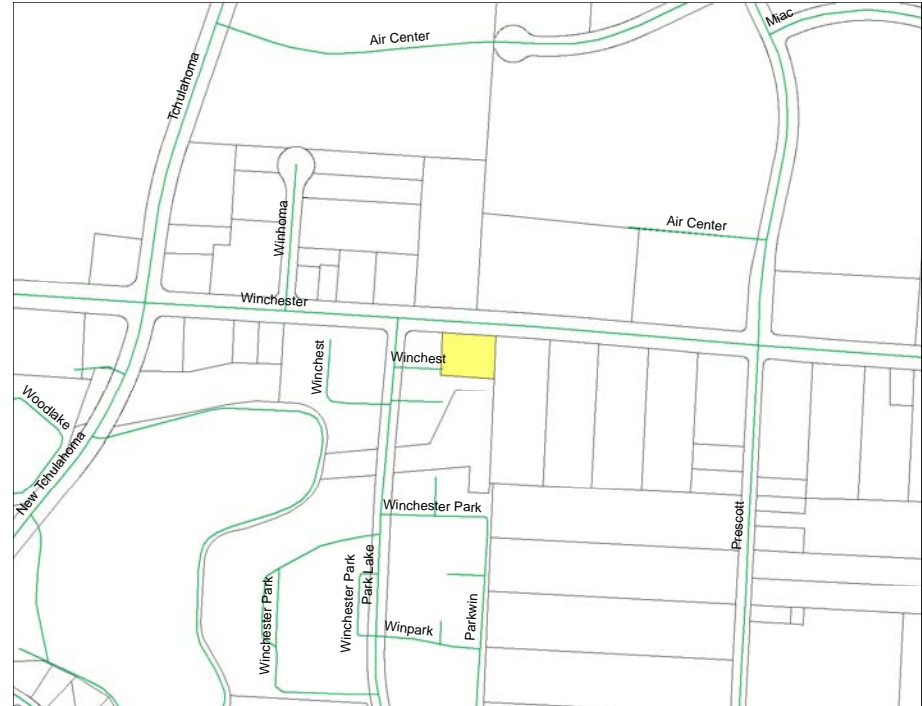 Miac
Air Center
Tchulahoma
Air Center
Winhoma
Winchester
Winchest
Winchest
Woodlake
New Tchulahoma
Winchester Park
Prescott
Park Lake
Winchester Park
Winchester Park
Parkwin
Winpark